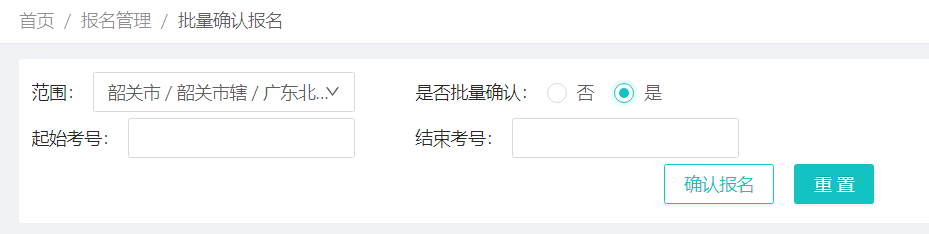 首页 / 报名管理 / 批量确认报名
范围： 韶关市 / 韶关市辖 / 广东北... 是否批量确认： 否 是
起始考号： 结束考号：
确认报名 重 置